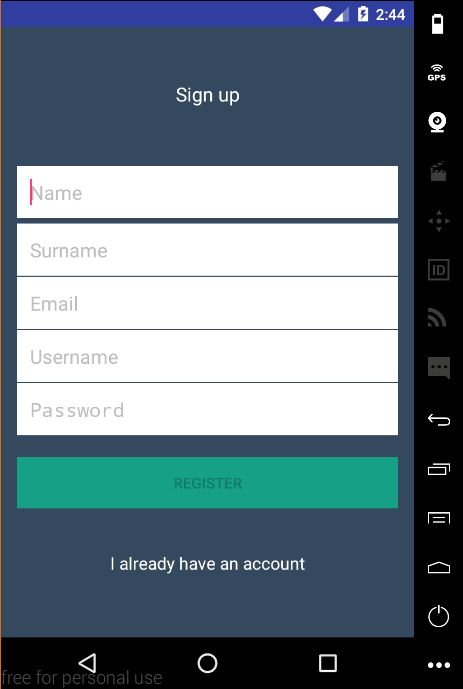 2:44
GPS
Sign up
Name
Surname
Email
ID
Username
Password
REGISTER
I already have an account
free for personal use